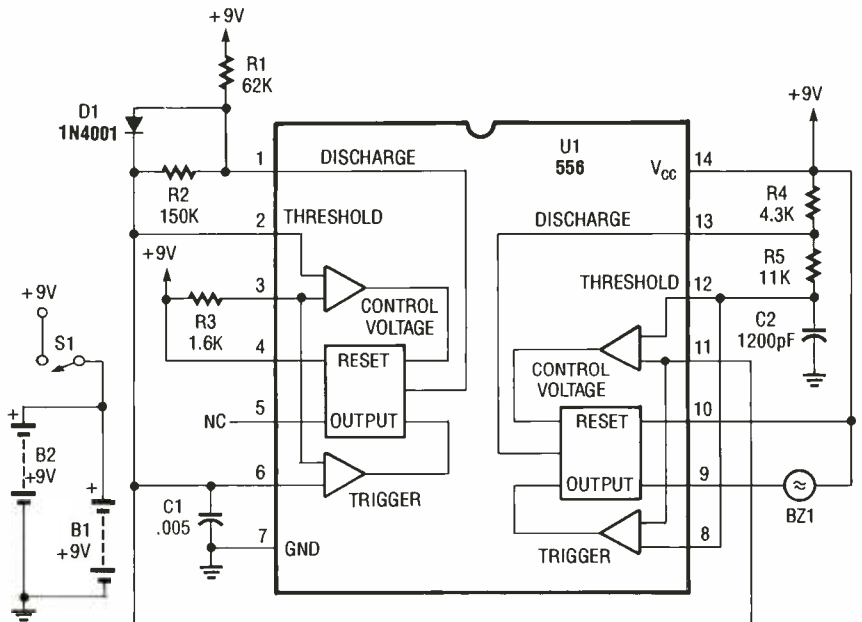 +9V
R1
62K
D1
1N4001
R2
150K
1
DISCHARGE
2
THRESHOLD
+9V
R3
1.6K
3
CONTROL
VOLTAGE
4
RESET
NC
5
OUTPUT
6
TRIGGER
C1
.005
7
GND
+9V
S1
+
B2
+9V
+
B1
+9V
U1
556
+9V
VCC
14
R4
4.3K
DISCHARGE
13
R5
11K
THRESHOLD
12
C2
1200pF
CONTROL
VOLTAGE
11
RESET
10
OUTPUT
9
BZ1
TRIGGER
8